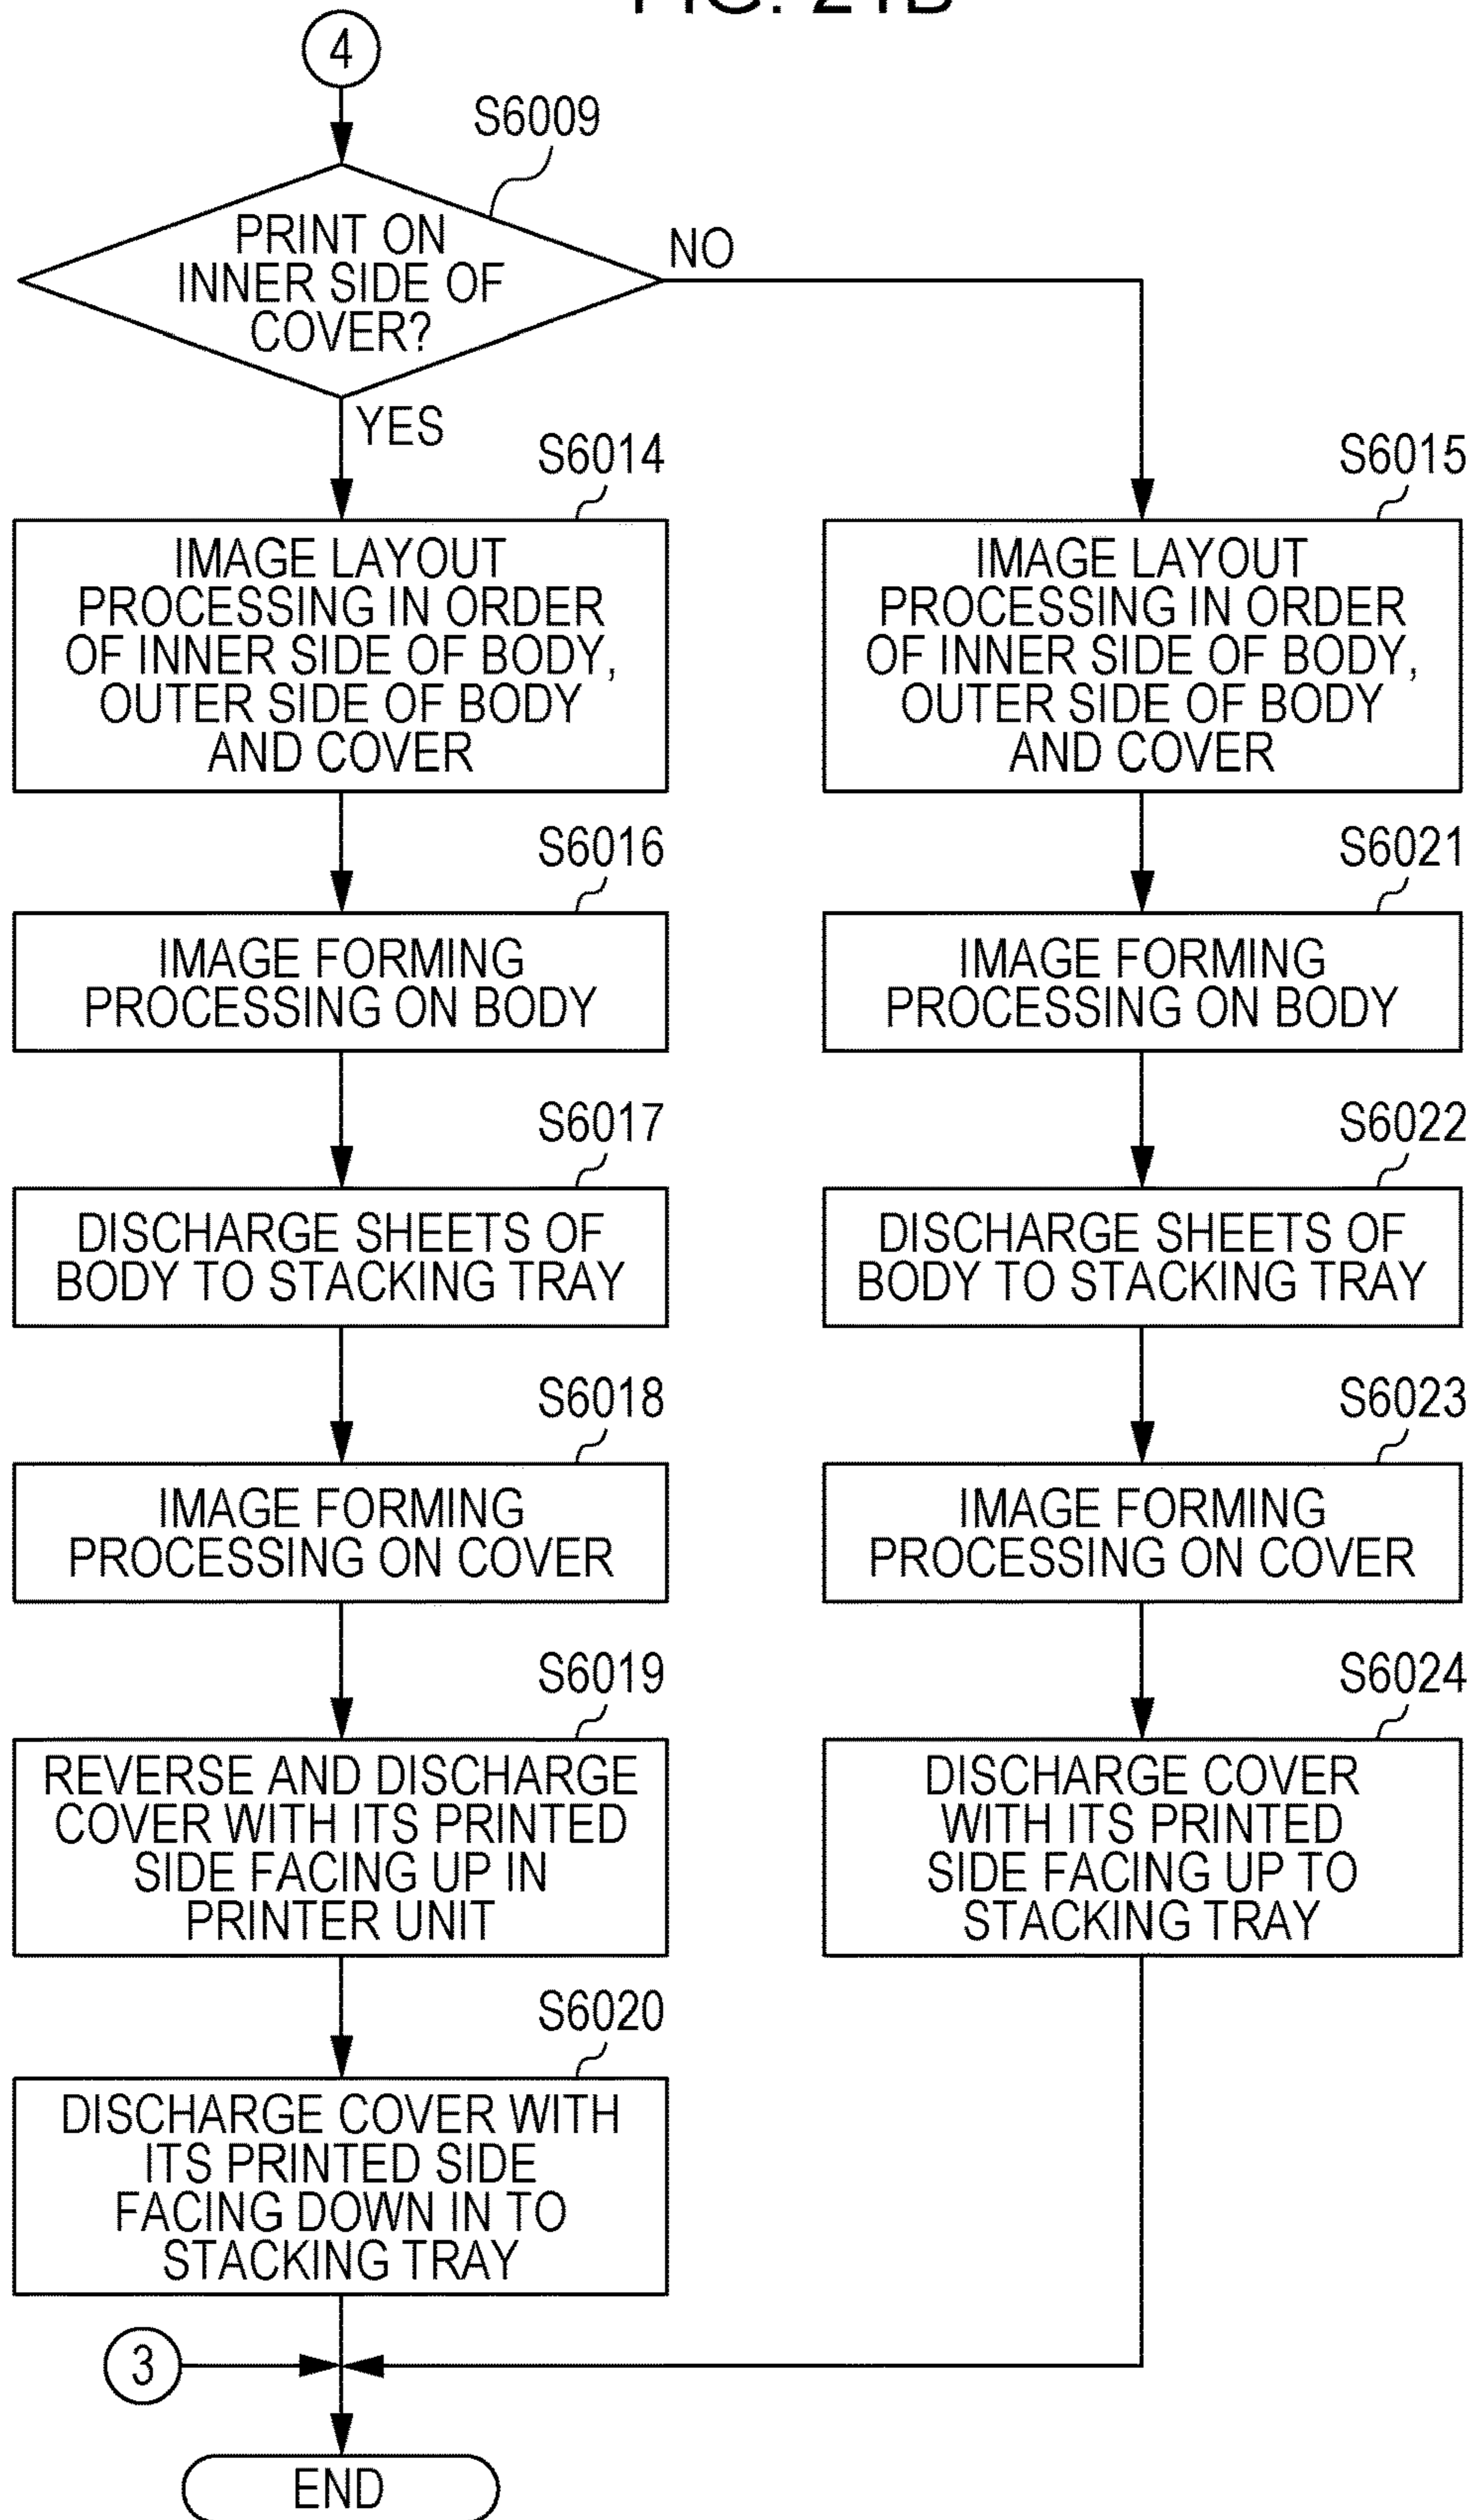 FIG. 21B
4
S6009
PRINT ON
INNER SIDE OF
COVER?
NO
YES
S6014
IMAGE LAYOUT
PROCESSING IN ORDER
OF INNER SIDE OF BODY,
OUTER SIDE OF BODY
AND COVER
S6015
IMAGE LAYOUT
PROCESSING IN ORDER
OF INNER SIDE OF BODY,
OUTER SIDE OF BODY
AND COVER
S6016
IMAGE FORMING
PROCESSING ON BODY
S6021
IMAGE FORMING
PROCESSING ON BODY
S6017
DISCHARGE SHEETS OF
BODY TO STACKING TRAY
S6022
DISCHARGE SHEETS OF
BODY TO STACKING TRAY
S6018
IMAGE FORMING
PROCESSING ON COVER
S6023
IMAGE FORMING
PROCESSING ON COVER
S6019
REVERSE AND DISCHARGE
COVER WITH ITS PRINTED
SIDE FACING UP IN
PRINTER UNIT
S6024
DISCHARGE COVER
WITH ITS PRINTED
SIDE FACING UP TO
STACKING TRAY
S6020
DISCHARGE COVER WITH
ITS PRINTED SIDE
FACING DOWN IN TO
STACKING TRAY
3
END